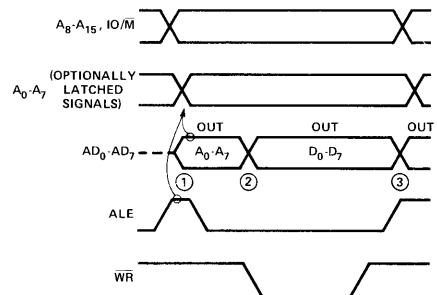 A8-A15, IO/M̅
(OPTIONALLY
A0-A7 LATCHED
SIGNALS)
OUT OUT OUT
AD0-AD7 A0-A7 D0-D7
1 2 3
ALE
W̅R̅